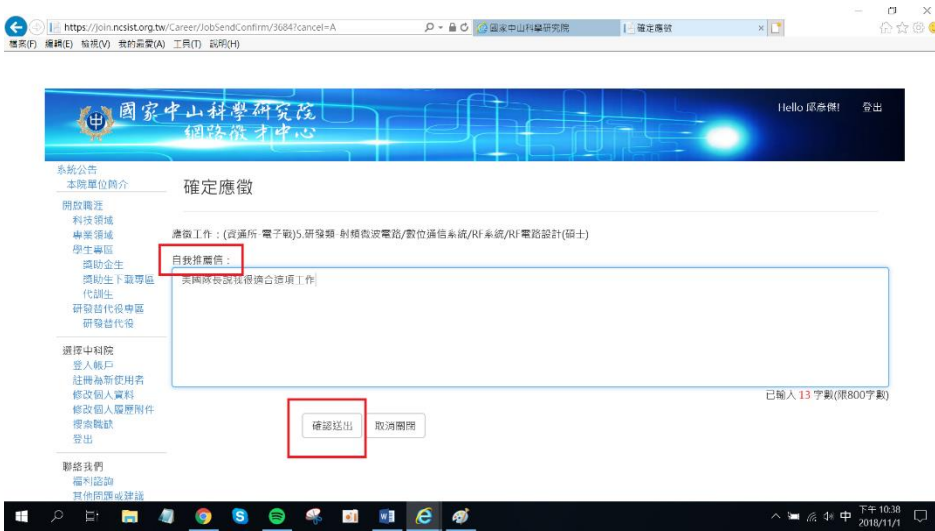 https://join.ncsist.org.tw/Career/JobSendConfirm/3684?cancel=A
國家中山科學研究院
確定應徵
檔案(F) 編輯(E) 檢視(V) 我的最愛(A) 工具(T) 說明(H)
國家中山科學研究院
網路徵才中心
Hello 邱彥傑!
登出
系統公告
本院單位簡介
開放職涯
科技領域
專業領域
學生專區
獎助金生
獎助生下載專區
代訓生
研發替代役專區
研發替代役
選擇中科院
登入帳戶
註冊為新使用者
修改個人資料
修改個人履歷附件
搜索職缺
登出
聯絡我們
福利諮詢
其他問題或建議
確定應徵
應徵工作：(資通所-電子戰)5.研發類-射頻微波電路/數位通信系統/RF系統/RF電路設計(碩士)
自我推薦信：
美國隊長說我很適合這項工作
已輸入 13 字數(限800字數)
確認送出
取消關閉
中
下午 10:38
2018/11/1